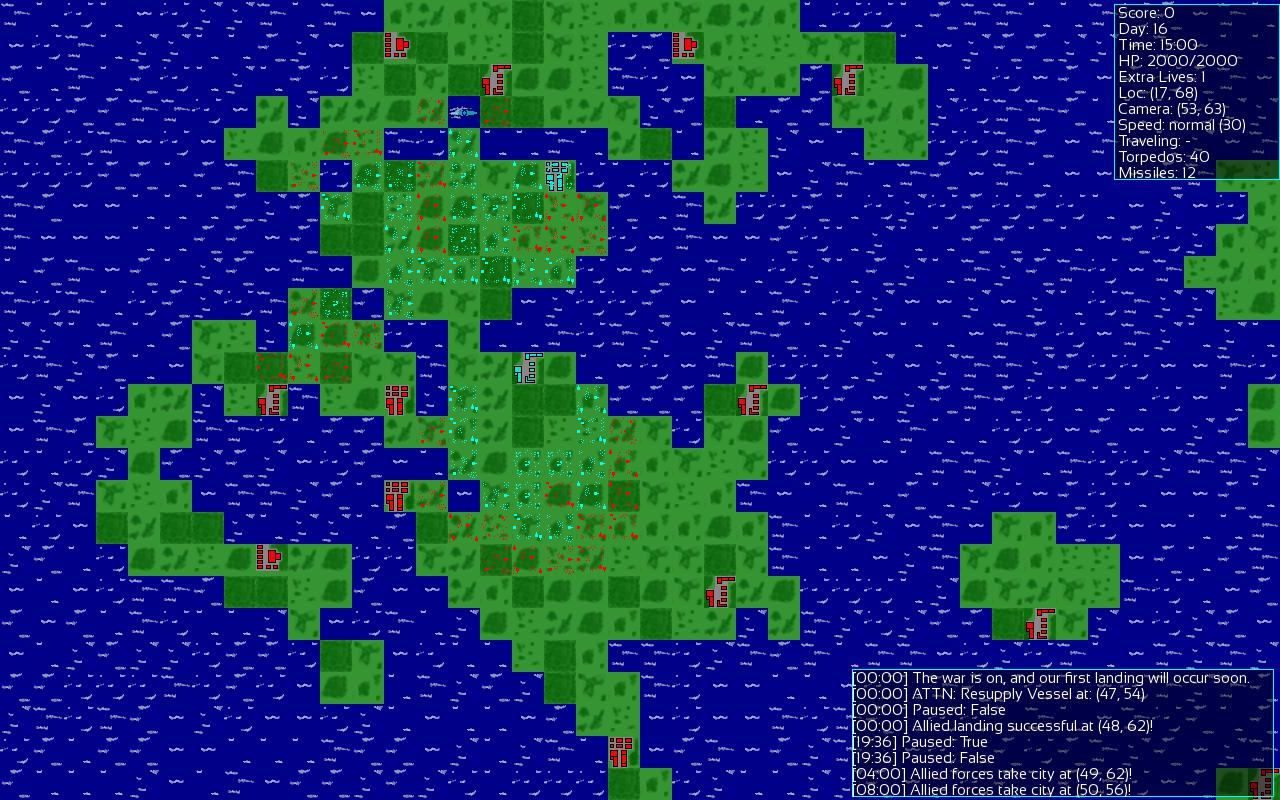 Score: 0
Day: 16
Time: 15:00
HP: 2000/2000
Extra Lives: 1
Loc: (17, 68)
Camera: (53, 63)
Speed: normal (30)
Traveling: -
Torpedos: 40
Missiles: 12
[00:00] The war is on, and our first landing will occur soon.
[00:00] ATTN: Resupply Vessel at: (47, 54)
[00:00] Paused: False
[00:00] Allied landing successful at (48, 62)!
[19:36] Paused: True
[19:36] Paused: False
[04:00] Allied forces take city at (49, 62)!
[08:00] Allied forces take city at (50, 56)!